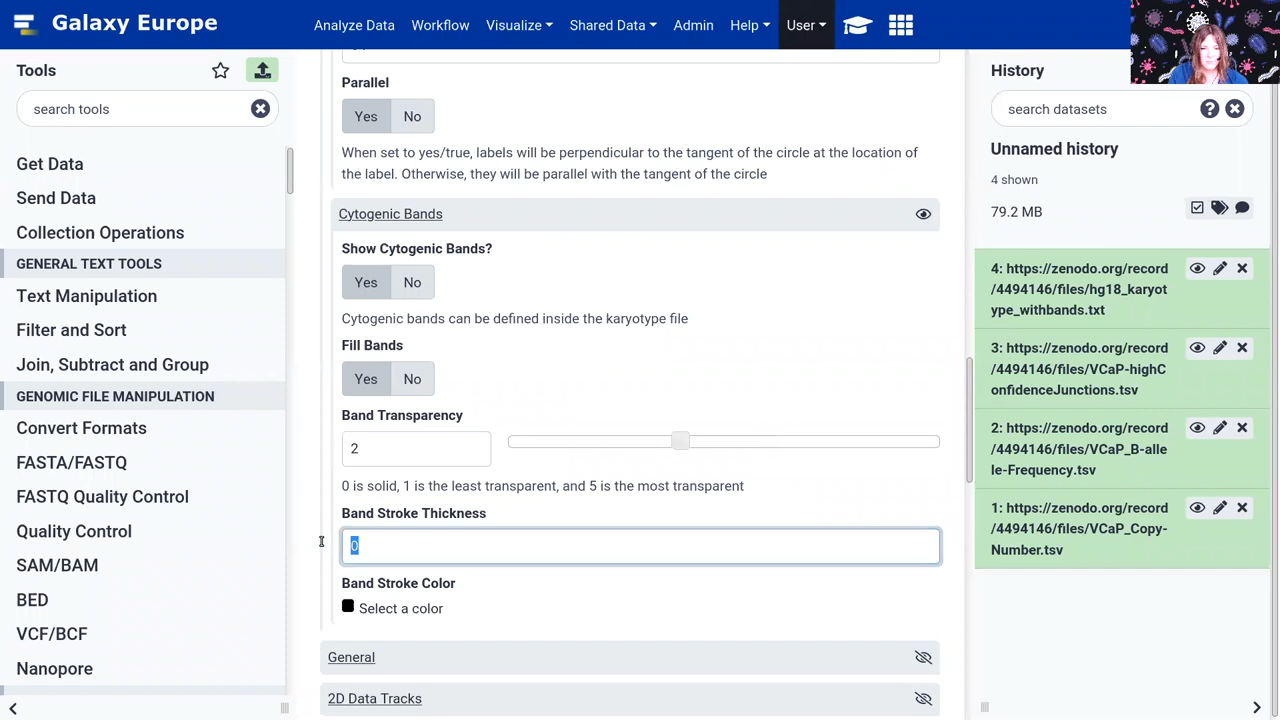 Galaxy Europe
Analyze Data
Workflow
Visualize
Shared Data
Admin
Help
User
Tools
search tools
Get Data
Send Data
Collection Operations
GENERAL TEXT TOOLS
Text Manipulation
Filter and Sort
Join, Subtract and Group
GENOMIC FILE MANIPULATION
Convert Formats
FASTA/FASTQ
FASTQ Quality Control
Quality Control
SAM/BAM
BED
VCF/BCF
Nanopore
Parallel
Yes No
When set to yes/true, labels will be perpendicular to the tangent of the circle at the location of
the label. Otherwise, they will be parallel with the tangent of the circle
Cytogenic Bands
Show Cytogenic Bands?
Yes No
Cytogenic bands can be defined inside the karyotype file
Fill Bands
Yes No
Band Transparency
2
0 is solid, 1 is the least transparent, and 5 is the most transparent
Band Stroke Thickness
0
Band Stroke Color
Select a color
General
2D Data Tracks
History
search datasets
Unnamed history
4 shown
79.2 MB
4: https://zenodo.org/record
/4494146/files/hg18_karyot
ype_withbands.txt
3: https://zenodo.org/record
/4494146/files/VCaP-highC
onfidenceJunctions.tsv
2: https://zenodo.org/record
/4494146/files/VCaP_B-alle
le-Frequency.tsv
1: https://zenodo.org/record
/4494146/files/VCaP_Copy-
Number.tsv